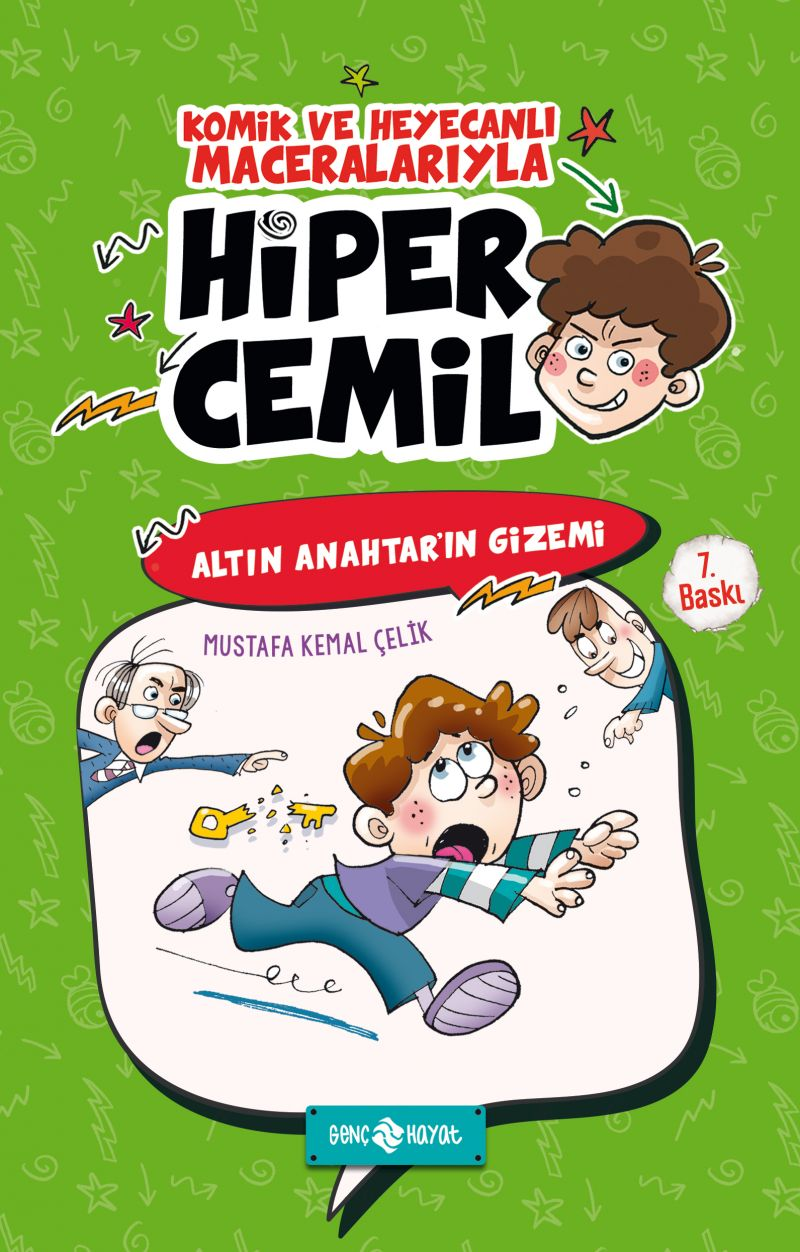 KOMİK VE HEYECANLI
MACERALARIYLA
HİPER
CEMİL
ALTIN ANAHTAR'IN GİZEMİ
7.
Baskı
MUSTAFA KEMAL ÇELİK
GENÇ HAYAT